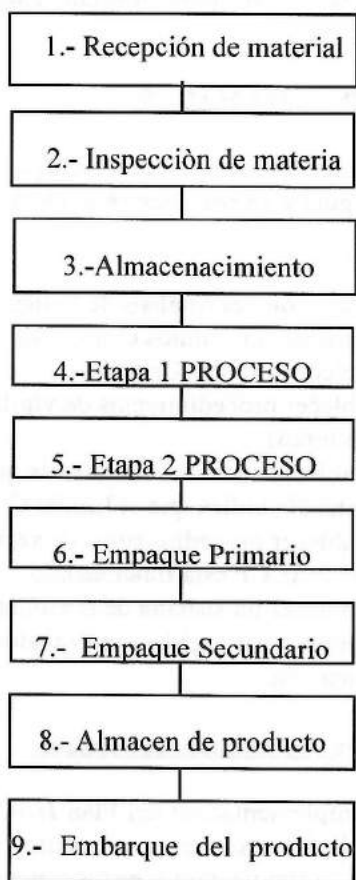 1.- Recepción de material
2.- Inspecciòn de materia
3.-Almacenacimiento
4.-Etapa 1 PROCESO
5.- Etapa 2 PROCESO
6.- Empaque Primario
7.- Empaque Secundario
8.- Almacen de producto
9.- Embarque del producto